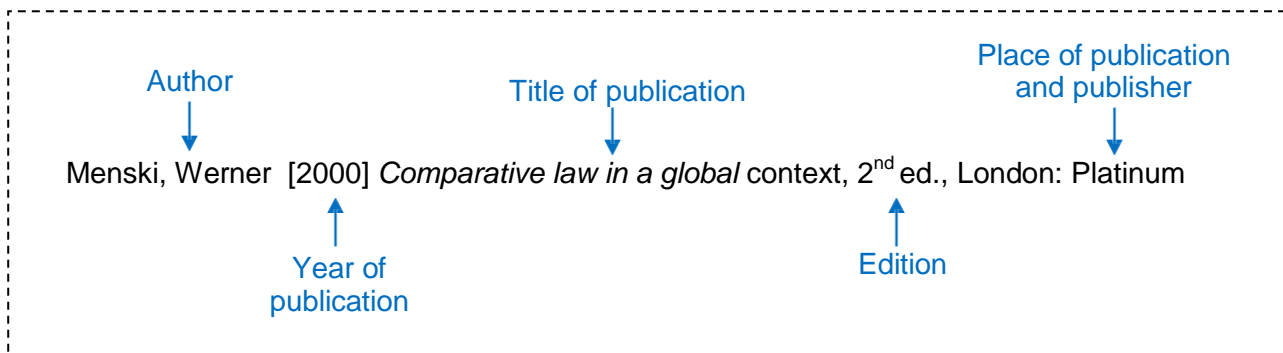 Place of publication
Author Title of publication and publisher
Menski, Werner [2000] Comparative law in a global context, 2nd ed., London: Platinum
Year of Edition
publication